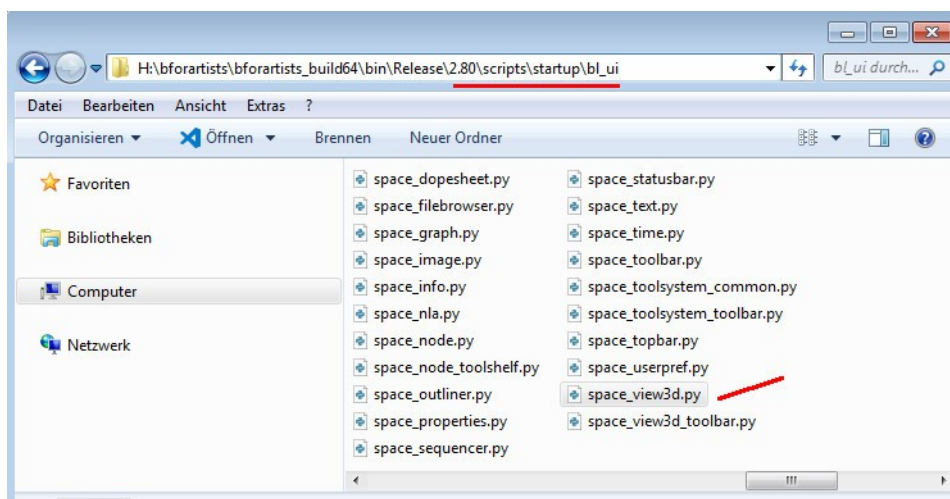 H:\bforartists\bforartists_build64\bin\Release\2.80\scripts\startup\bl_ui
bl_ui durch...
Datei Bearbeiten Ansicht Extras ?
Organisieren Öffnen Brennen Neuer Ordner
Favoriten
Bibliotheken
Computer
Netzwerk
space_dopesheet.py
space_filebrowser.py
space_graph.py
space_image.py
space_info.py
space_nla.py
space_node.py
space_node_toolshelf.py
space_outliner.py
space_properties.py
space_sequencer.py
space_statusbar.py
space_text.py
space_time.py
space_toolbar.py
space_toolsystem_common.py
space_toolsystem_toolbar.py
space_topbar.py
space_userpref.py
space_view3d.py
space_view3d_toolbar.py